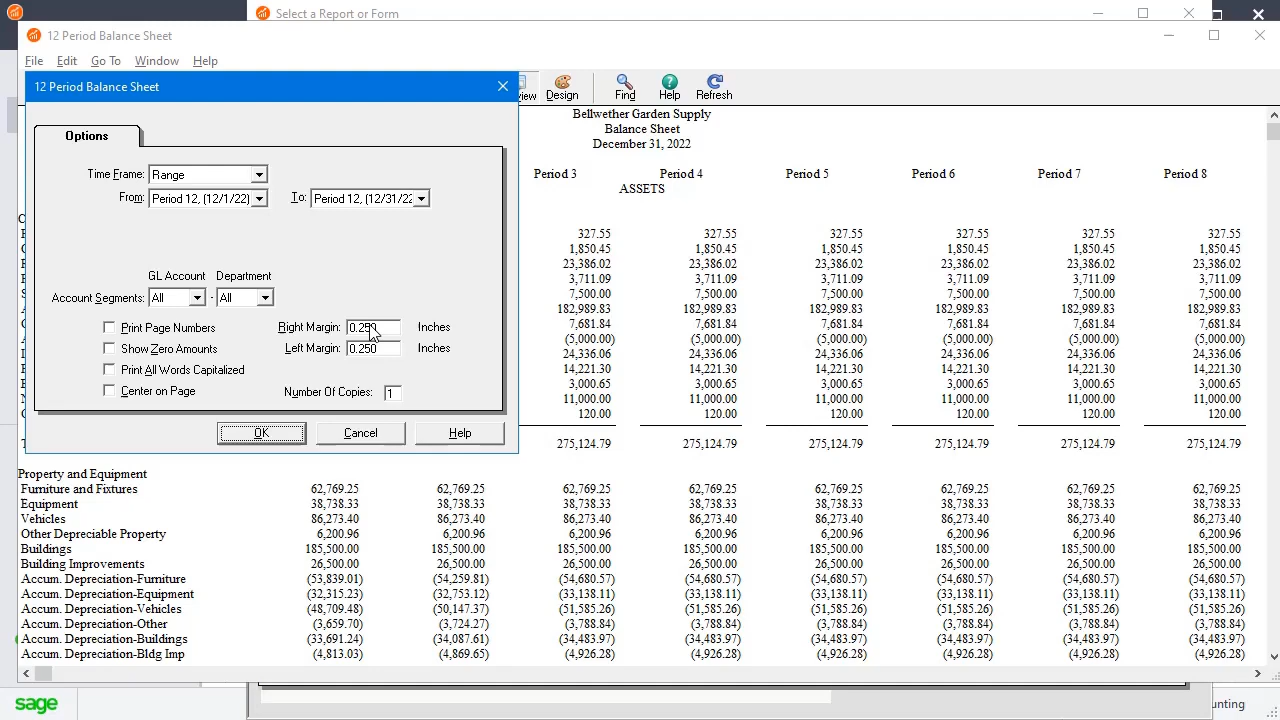 Select a Report or Form
12 Period Balance Sheet
File Edit Go To Window Help
12 Period Balance Sheet
Design Find Help Refresh
Options
Time Frame: Range
From: Period 12, (12/1/22) To: Period 12, (12/31/22
GL Account Department
Account Segments: All - All
Print Page Numbers Right Margin: 0.250 Inches
Show Zero Amounts Left Margin: 0.250 Inches
Print All Words Capitalized
Center on Page Number Of Copies: 1
OK Cancel Help
Bellwether Garden Supply
Balance Sheet
December 31, 2022
Period 3 Period 4 Period 5 Period 6 Period 7 Period 8
ASSETS
327.55 327.55 327.55 327.55 327.55 327.55
1,850.45 1,850.45 1,850.45 1,850.45 1,850.45 1,850.45
23,386.02 23,386.02 23,386.02 23,386.02 23,386.02 23,386.02
3,711.09 3,711.09 3,711.09 3,711.09 3,711.09 3,711.09
7,500.00 7,500.00 7,500.00 7,500.00 7,500.00 7,500.00
182,989.83 182,989.83 182,989.83 182,989.83 182,989.83 182,989.83
7,681.84 7,681.84 7,681.84 7,681.84 7,681.84 7,681.84
(5,000.00) (5,000.00) (5,000.00) (5,000.00) (5,000.00) (5,000.00)
24,336.06 24,336.06 24,336.06 24,336.06 24,336.06 24,336.06
14,221.30 14,221.30 14,221.30 14,221.30 14,221.30 14,221.30
3,000.65 3,000.65 3,000.65 3,000.65 3,000.65 3,000.65
11,000.00 11,000.00 11,000.00 11,000.00 11,000.00 11,000.00
120.00 120.00 120.00 120.00 120.00 120.00
275,124.79 275,124.79 275,124.79 275,124.79 275,124.79 275,124.79
Property and Equipment
Furniture and Fixtures 62,769.25 62,769.25 62,769.25 62,769.25 62,769.25 62,769.25 62,769.25 62,769.25
Equipment 38,738.33 38,738.33 38,738.33 38,738.33 38,738.33 38,738.33 38,738.33 38,738.33
Vehicles 86,273.40 86,273.40 86,273.40 86,273.40 86,273.40 86,273.40 86,273.40 86,273.40
Other Depreciable Property 6,200.96 6,200.96 6,200.96 6,200.96 6,200.96 6,200.96 6,200.96 6,200.96
Buildings 185,500.00 185,500.00 185,500.00 185,500.00 185,500.00 185,500.00 185,500.00 185,500.00
Building Improvements 26,500.00 26,500.00 26,500.00 26,500.00 26,500.00 26,500.00 26,500.00 26,500.00
Accum. Depreciation-Furniture (53,839.01) (54,259.81) (54,680.57) (54,680.57) (54,680.57) (54,680.57) (54,680.57) (54,680.57)
Accum. Depreciation-Equipment (32,315.23) (32,753.12) (33,138.11) (33,138.11) (33,138.11) (33,138.11) (33,138.11) (33,138.11)
Accum. Depreciation-Vehicles (48,709.48) (50,147.37) (51,585.26) (51,585.26) (51,585.26) (51,585.26) (51,585.26) (51,585.26)
Accum. Depreciation-Other (3,659.70) (3,724.27) (3,788.84) (3,788.84) (3,788.84) (3,788.84) (3,788.84) (3,788.84)
Accum. Depreciation-Buildings (33,691.24) (34,087.61) (34,483.97) (34,483.97) (34,483.97) (34,483.97) (34,483.97) (34,483.97)
Accum. Depreciation-Bldg Imp (4,813.03) (4,869.65) (4,926.28) (4,926.28) (4,926.28) (4,926.28) (4,926.28) (4,926.28)
sage